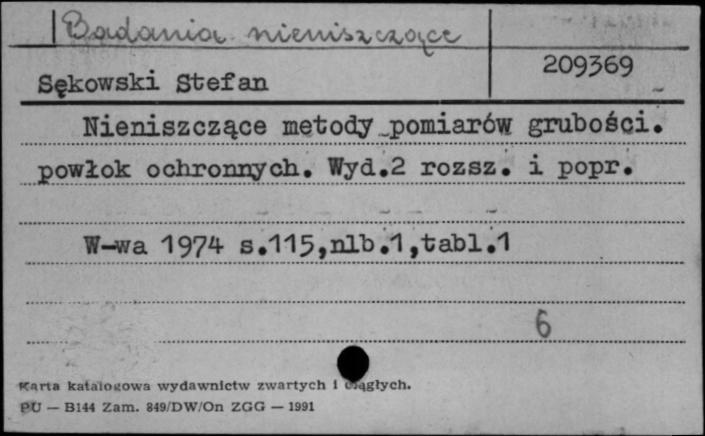 Badania nieniszczące
Sękowski Stefan
209369
Nieniszczące metody pomiarów grubości.
powłok ochronnych. Wyd.2 rozsz. i popr.
W-wa 1974 s.115,nlb.1,tabl.1
6
Karta katalogowa wydawnictw zwartych i ciągłych.
PU — B144 Zam. 849/DW/On ZGG — 1991